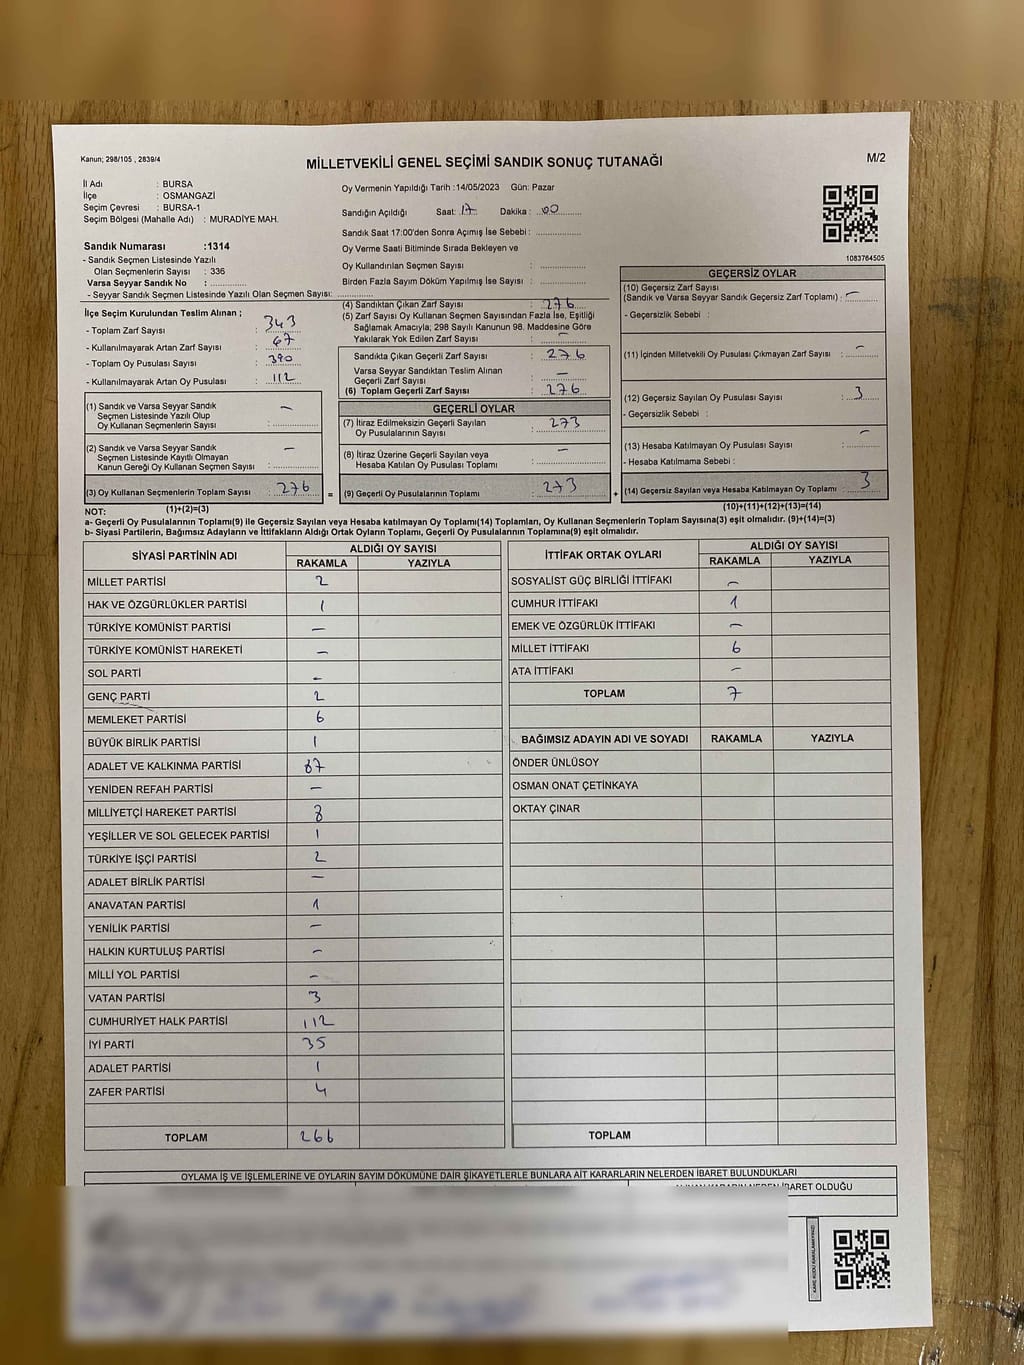 Kanun; 298/105 , 2839/4
MİLLETVEKİLİ GENEL SEÇİMİ SANDIK SONUÇ TUTANAĞI
M/2
İl Adı : BURSA
İlçe : OSMANGAZİ
Seçim Çevresi : BURSA-1
Seçim Bölgesi (Mahalle Adı) : MURADİYE MAH.
Sandık Numarası :1314
- Sandık Seçmen Listesinde Yazılı
Olan Seçmenlerin Sayısı : 336
Varsa Seyyar Sandık No :
- Seyyar Sandık Seçmen Listesinde Yazılı Olan Seçmen Sayısı:
Oy Vermenin Yapıldığı Tarih :14/05/2023 Gün: Pazar
Sandığın Açıldığı Saat: 17 Dakika : 00
Sandık Saat 17:00'den Sonra Açımış İse Sebebi :
Oy Verme Saati Bitiminde Sırada Bekleyen ve
Oy Kullandırılan Seçmen Sayısı :
Birden Fazla Sayım Döküm Yapılmış İse Sayısı :
1083764505
İlçe Seçim Kurulundan Teslim Alınan ;
- Toplam Zarf Sayısı : 343
- Kullanılmayarak Artan Zarf Sayısı : 67
- Toplam Oy Pusulası Sayısı : 390
- Kullanılmayarak Artan Oy Pusulası : 112
(1) Sandık ve Varsa Seyyar Sandık
Seçmen Listesinde Yazılı Olup
Oy Kullanan Seçmenlerin Sayısı : –
(2) Sandık ve Varsa Seyyar Sandık
Seçmen Listesinde Kayıtlı Olmayan
Kanun Gereği Oy Kullanan Seçmen Sayısı : –
(3) Oy Kullanan Seçmenlerin Toplam Sayısı : 276
(4) Sandıktan Çıkan Zarf Sayısı : 276
(5) Zarf Sayısı Oy Kullanan Seçmen Sayısından Fazla İse, Eşitliği
Sağlamak Amacıyla; 298 Sayılı Kanunun 98. Maddesine Göre
Yakılarak Yok Edilen Zarf Sayısı : –
Sandıkta Çıkan Geçerli Zarf Sayısı : 276
Varsa Seyyar Sandıktan Teslim Alınan
Geçerli Zarf Sayısı : –
(6) Toplam Geçerli Zarf Sayısı : 276
GEÇERLİ OYLAR
(7) İtiraz Edilmeksizin Geçerli Sayılan
Oy Pusulalarının Sayısı : 273
(8) İtiraz Üzerine Geçerli Sayılan veya
Hesaba Katılan Oy Pusulası Toplamı : –
= (9) Geçerli Oy Pusulalarının Toplamı : 273
GEÇERSİZ OYLAR
(10) Geçersiz Zarf Sayısı
(Sandık ve Varsa Seyyar Sandık Geçersiz Zarf Toplamı) : –
- Geçersizlik Sebebi :
(11) İçinden Milletvekili Oy Pusulası Çıkmayan Zarf Sayısı : –
(12) Geçersiz Sayılan Oy Pusulası Sayısı : 3
- Geçersizlik Sebebi :
(13) Hesaba Katılmayan Oy Pusulası Sayısı : –
- Hesaba Katılmama Sebebi :
+ (14) Geçersiz Sayılan veya Hesaba Katılmayan Oy Toplamı : 3
NOT: (1)+(2)=(3)
(10)+(11)+(12)+(13)=(14)
a- Geçerli Oy Pusulalarının Toplamı(9) ile Geçersiz Sayılan veya Hesaba katılmayan Oy Toplamı(14) Toplamları, Oy Kullanan Seçmenlerin Toplam Sayısına(3) eşit olmalıdır. (9)+(14)=(3)
b- Siyasi Partilerin, Bağımsız Adayların ve İttifakların Aldığı Ortak Oyların Toplamı, Geçerli Oy Pusulalarının Toplamına(9) eşit olmalıdır.
SİYASİ PARTİNİN ADI
ALDIĞI OY SAYISI
RAKAMLA YAZIYLA
MİLLET PARTİSİ 2
HAK VE ÖZGÜRLÜKLER PARTİSİ 1
TÜRKİYE KOMÜNİST PARTİSİ –
TÜRKİYE KOMÜNİST HAREKETİ –
SOL PARTİ –
GENÇ PARTİ 2
MEMLEKET PARTİSİ 6
BÜYÜK BİRLİK PARTİSİ 1
ADALET VE KALKINMA PARTİSİ 87
YENİDEN REFAH PARTİSİ –
MİLLİYETÇİ HAREKET PARTİSİ 8
YEŞİLLER VE SOL GELECEK PARTİSİ 1
TÜRKİYE İŞÇİ PARTİSİ 2
ADALET BİRLİK PARTİSİ –
ANAVATAN PARTİSİ 1
YENİLİK PARTİSİ –
HALKIN KURTULUŞ PARTİSİ –
MİLLİ YOL PARTİSİ –
VATAN PARTİSİ 3
CUMHURİYET HALK PARTİSİ 112
İYİ PARTİ 35
ADALET PARTİSİ 1
ZAFER PARTİSİ 4
TOPLAM 266
İTTİFAK ORTAK OYLARI
ALDIĞI OY SAYISI
RAKAMLA YAZIYLA
SOSYALİST GÜÇ BİRLİĞİ İTTİFAKI –
CUMHUR İTTİFAKI 1
EMEK VE ÖZGÜRLÜK İTTİFAKI –
MİLLET İTTİFAKI 6
ATA İTTİFAKI –
TOPLAM 7
BAĞIMSIZ ADAYIN ADI VE SOYADI RAKAMLA YAZIYLA
ÖNDER ÜNLÜSOY
OSMAN ONAT ÇETİNKAYA
OKTAY ÇINAR
TOPLAM
OYLAMA İŞ VE İŞLEMLERİNE VE OYLARIN SAYIM DÖKÜMÜNE DAİR ŞİKAYETLERLE BUNLARA AİT KARARLARIN NELERDEN İBARET BULUNDUKLARI
ALINAN KARARIN NEDEN İBARET OLDUĞU